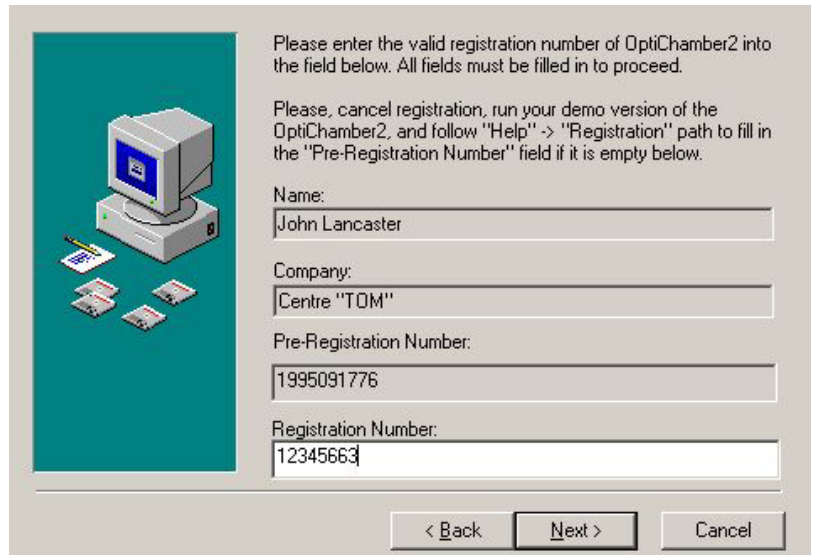 Please enter the valid registration number of OptiChamber2 into
the field below. All fields must be filled in to proceed.
Please, cancel registration, run your demo version of the
OptiChamber2, and follow "Help" -> "Registration" path to fill in
the "Pre-Registration Number" field if it is empty below.
Name:
John Lancaster
Company:
Centre "TOM"
Pre-Registration Number:
1995091776
Registration Number:
12345663
< Back
Next >
Cancel